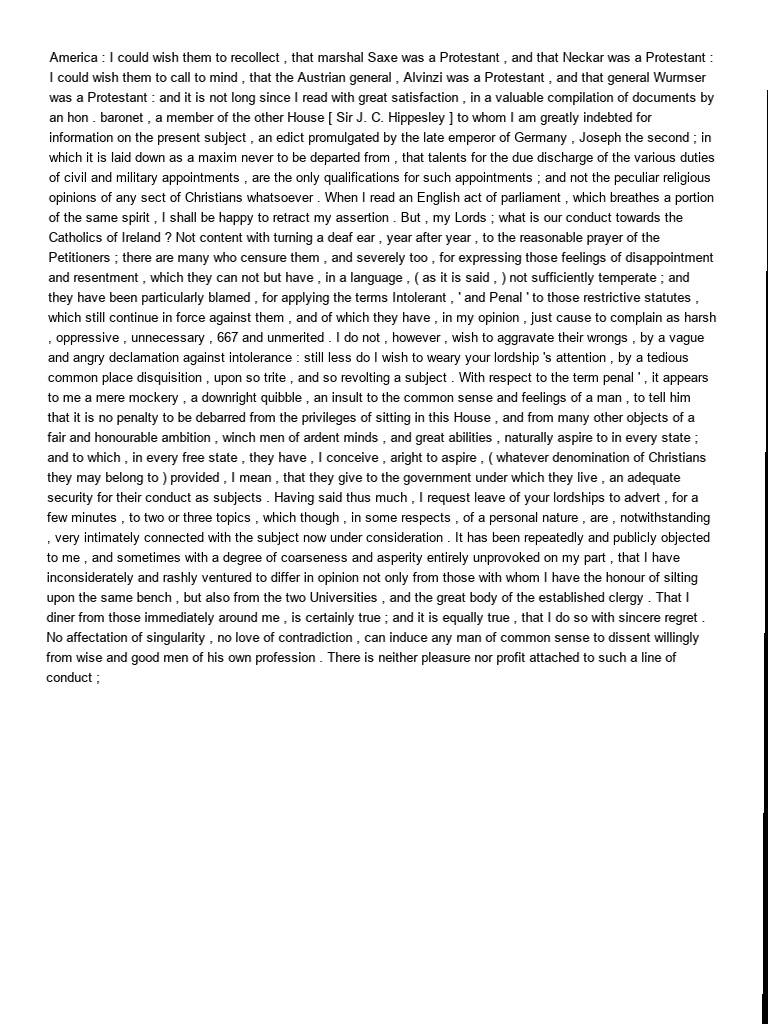 America : I could wish them to recollect , that marshal Saxe was a Protestant , and that Neckar was a Protestant :
I could wish them to call to mind , that the Austrian general , Alvinzi was a Protestant , and that general Wurmser
was a Protestant : and it is not long since I read with great satisfaction , in a valuable compilation of documents by
an hon . baronet , a member of the other House [ Sir J. C. Hippesley ] to whom I am greatly indebted for
information on the present subject , an edict promulgated by the late emperor of Germany , Joseph the second ; in
which it is laid down as a maxim never to be departed from , that talents for the due discharge of the various duties
of civil and military appointments , are the only qualifications for such appointments ; and not the peculiar religious
opinions of any sect of Christians whatsoever . When I read an English act of parliament , which breathes a portion
of the same spirit , I shall be happy to retract my assertion . But , my Lords ; what is our conduct towards the
Catholics of Ireland ? Not content with turning a deaf ear , year after year , to the reasonable prayer of the
Petitioners ; there are many who censure them , and severely too , for expressing those feelings of disappointment
and resentment , which they can not but have , in a language , ( as it is said , ) not sufficiently temperate ; and
they have been particularly blamed , for applying the terms Intolerant , ' and Penal ' to those restrictive statutes ,
which still continue in force against them , and of which they have , in my opinion , just cause to complain as harsh
, oppressive , unnecessary , 667 and unmerited . I do not , however , wish to aggravate their wrongs , by a vague
and angry declamation against intolerance : still less do I wish to weary your lordship 's attention , by a tedious
common place disquisition , upon so trite , and so revolting a subject . With respect to the term penal ' , it appears
to me a mere mockery , a downright quibble , an insult to the common sense and feelings of a man , to tell him
that it is no penalty to be debarred from the privileges of sitting in this House , and from many other objects of a
fair and honourable ambition , winch men of ardent minds , and great abilities , naturally aspire to in every state ;
and to which , in every free state , they have , I conceive , aright to aspire , ( whatever denomination of Christians
they may belong to ) provided , I mean , that they give to the government under which they live , an adequate
security for their conduct as subjects . Having said thus much , I request leave of your lordships to advert , for a
few minutes , to two or three topics , which though , in some respects , of a personal nature , are , notwithstanding
, very intimately connected with the subject now under consideration . It has been repeatedly and publicly objected
to me , and sometimes with a degree of coarseness and asperity entirely unprovoked on my part , that I have
inconsiderately and rashly ventured to differ in opinion not only from those with whom I have the honour of silting
upon the same bench , but also from the two Universities , and the great body of the established clergy . That I
diner from those immediately around me , is certainly true ; and it is equally true , that I do so with sincere regret .
No affectation of singularity , no love of contradiction , can induce any man of common sense to dissent willingly
from wise and good men of his own profession . There is neither pleasure nor profit attached to such a line of
conduct ;